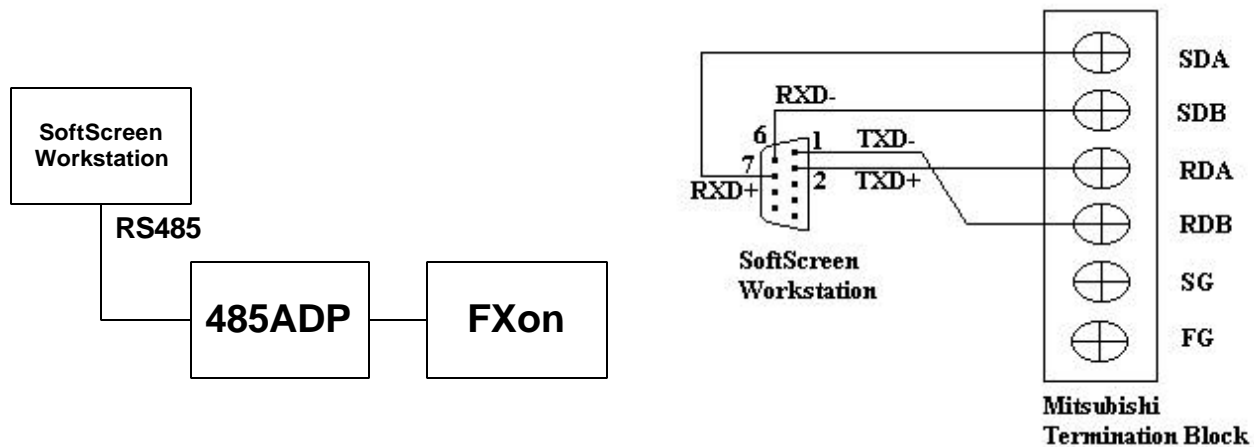 SoftScreen
Workstation
RS485
485ADP
FXon
RXD-
6
1
TXD-
7
2
TXD+
RXD+
SoftScreen
Workstation
SDA
SDB
RDA
RDB
SG
FG
Mitsubishi
Termination Block